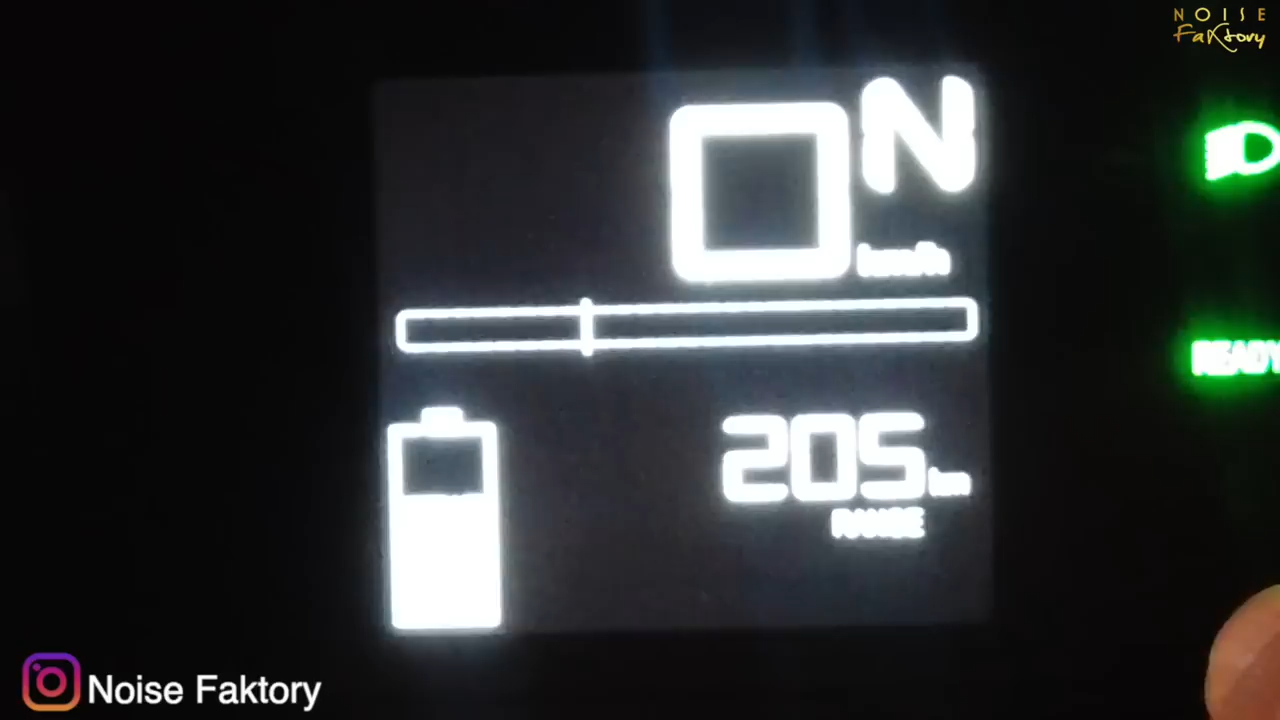 NOISE
Faktory
0 N
km/h
READY
205 km
RANGE
Noise Faktory